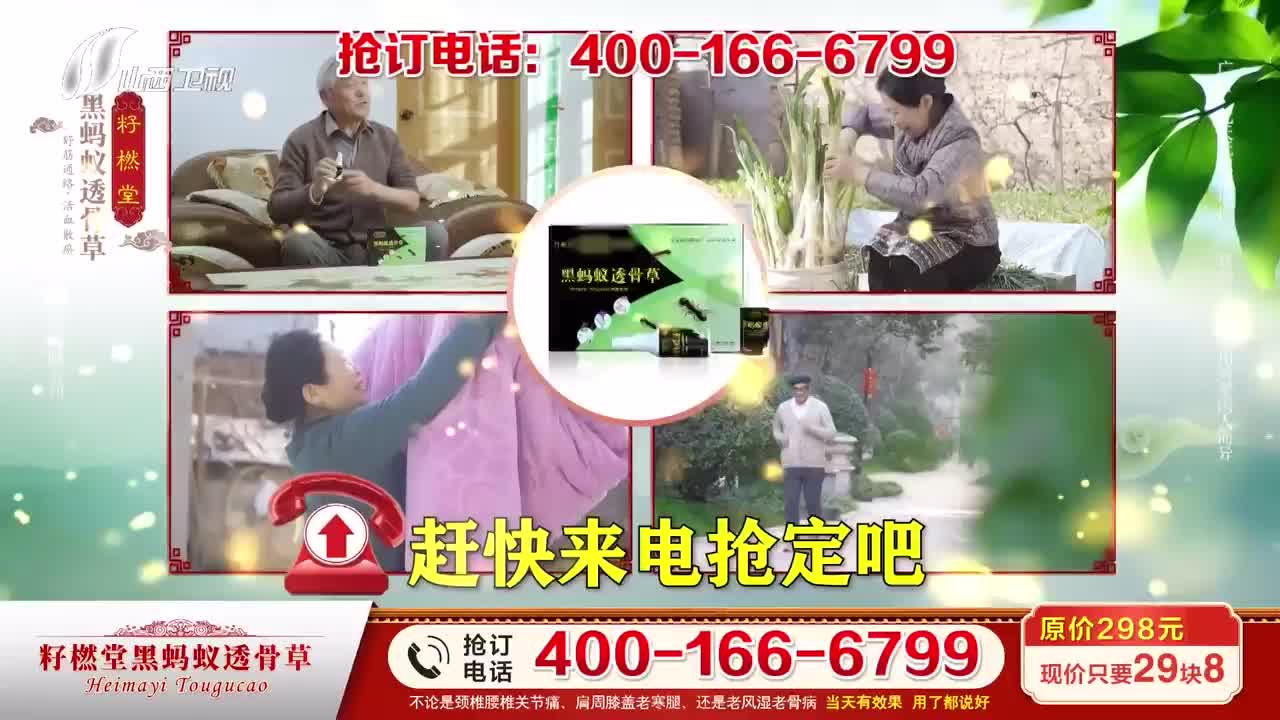 山西卫视
抢订电话：400-166-6799
籽橪堂
黑蚂蚁透骨草
舒筋通络·活血散瘀
黑蚂蚁透骨草
赶快来电抢定吧
籽橪堂黑蚂蚁透骨草
Heimayi Tougucao
抢订电话
400-166-6799
原价298元
现价只要29块8
不论是颈椎腰椎关节痛、肩周膝盖老寒腿、还是老风湿老骨病 当天有效果 用了都说好